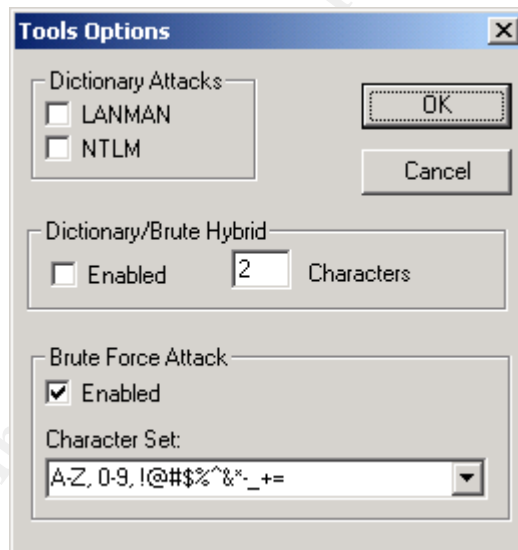 Tools Options
Dictionary Attacks
LANMAN
NTLM
OK
Cancel
Dictionary/Brute Hybrid
Enabled 2 Characters
Brute Force Attack
Enabled
Character Set:
A-Z, 0-9, !@#$%^&*-_+=